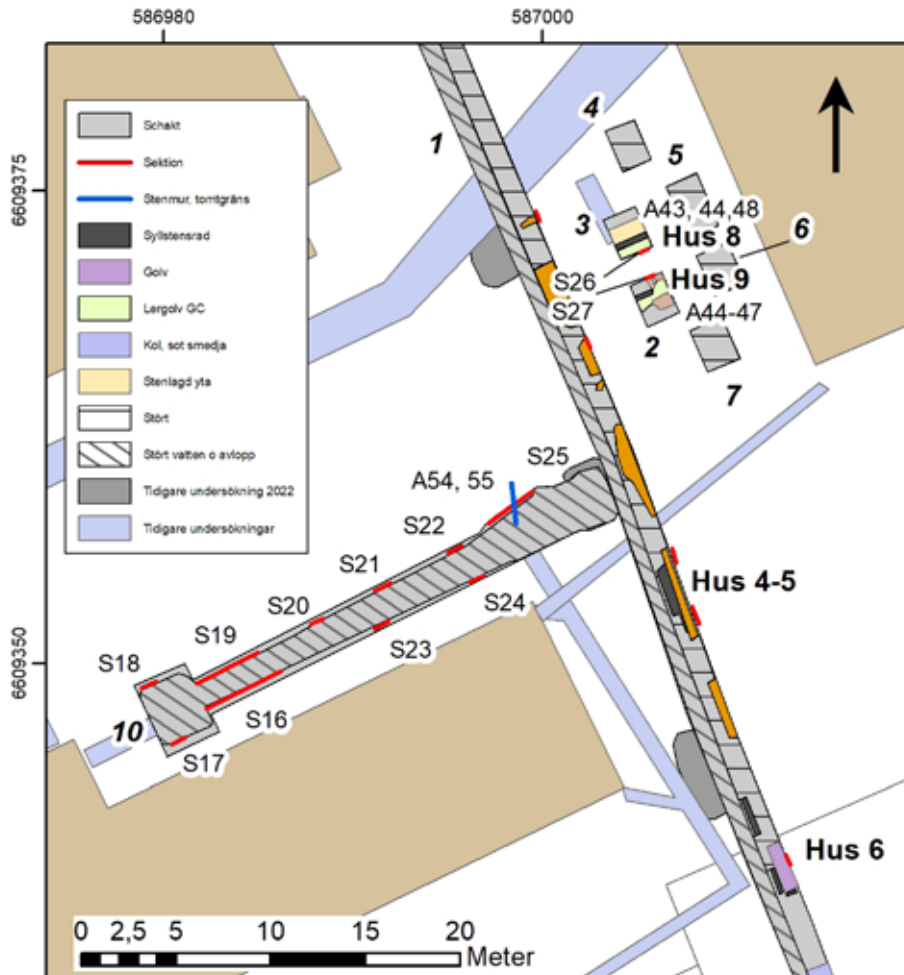 586980
587000
6609375
6609350
Schakt
Sektion
Stenmur, tomtgräns
Syllstensrad
Golv
Lergolv GC
Kol, sot smedja
Stenlagd yta
Stört
Stört vatten o avlopp
Tidigare undersökning 2022
Tidigare undersökningar
1
4
5
3
A43, 44,48
Hus 8
6
S26
Hus 9
S27
A44-47
2
7
S25
A54, 55
S22
S21
S20
S24
S19
S23
S18
Hus 4-5
S16
10
S17
Hus 6
0 2,5 5 10 15 20
Meter